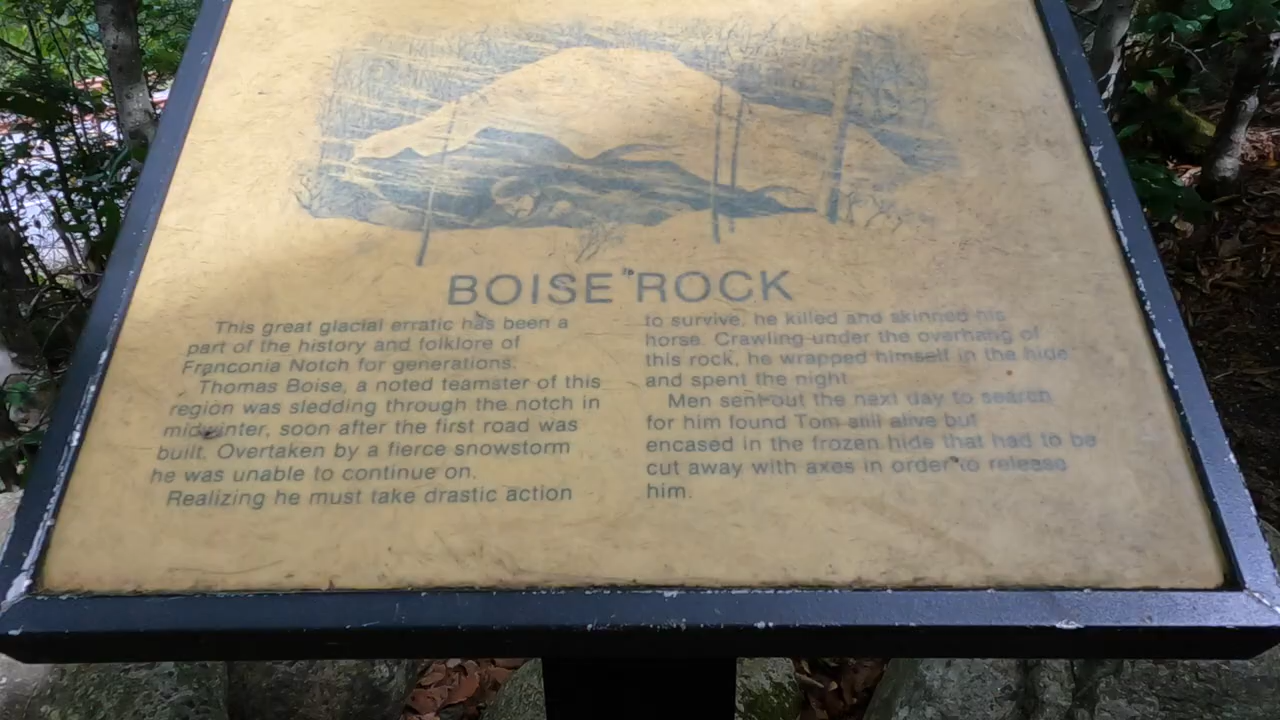 BOISE ROCK
This great glacial erratic has been a
part of the history and folklore of
Franconia Notch for generations.
Thomas Boise, a noted teamster of this
region was sledding through the notch in
midwinter, soon after the first road was
built. Overtaken by a fierce snowstorm
he was unable to continue on.
Realizing he must take drastic action
to survive, he killed and skinned his
horse. Crawling under the overhang of
this rock, he wrapped himself in the hide
and spent the night.
Men sent out the next day to search
for him found Tom still alive but
encased in the frozen hide that had to be
cut away with axes in order to release
him.